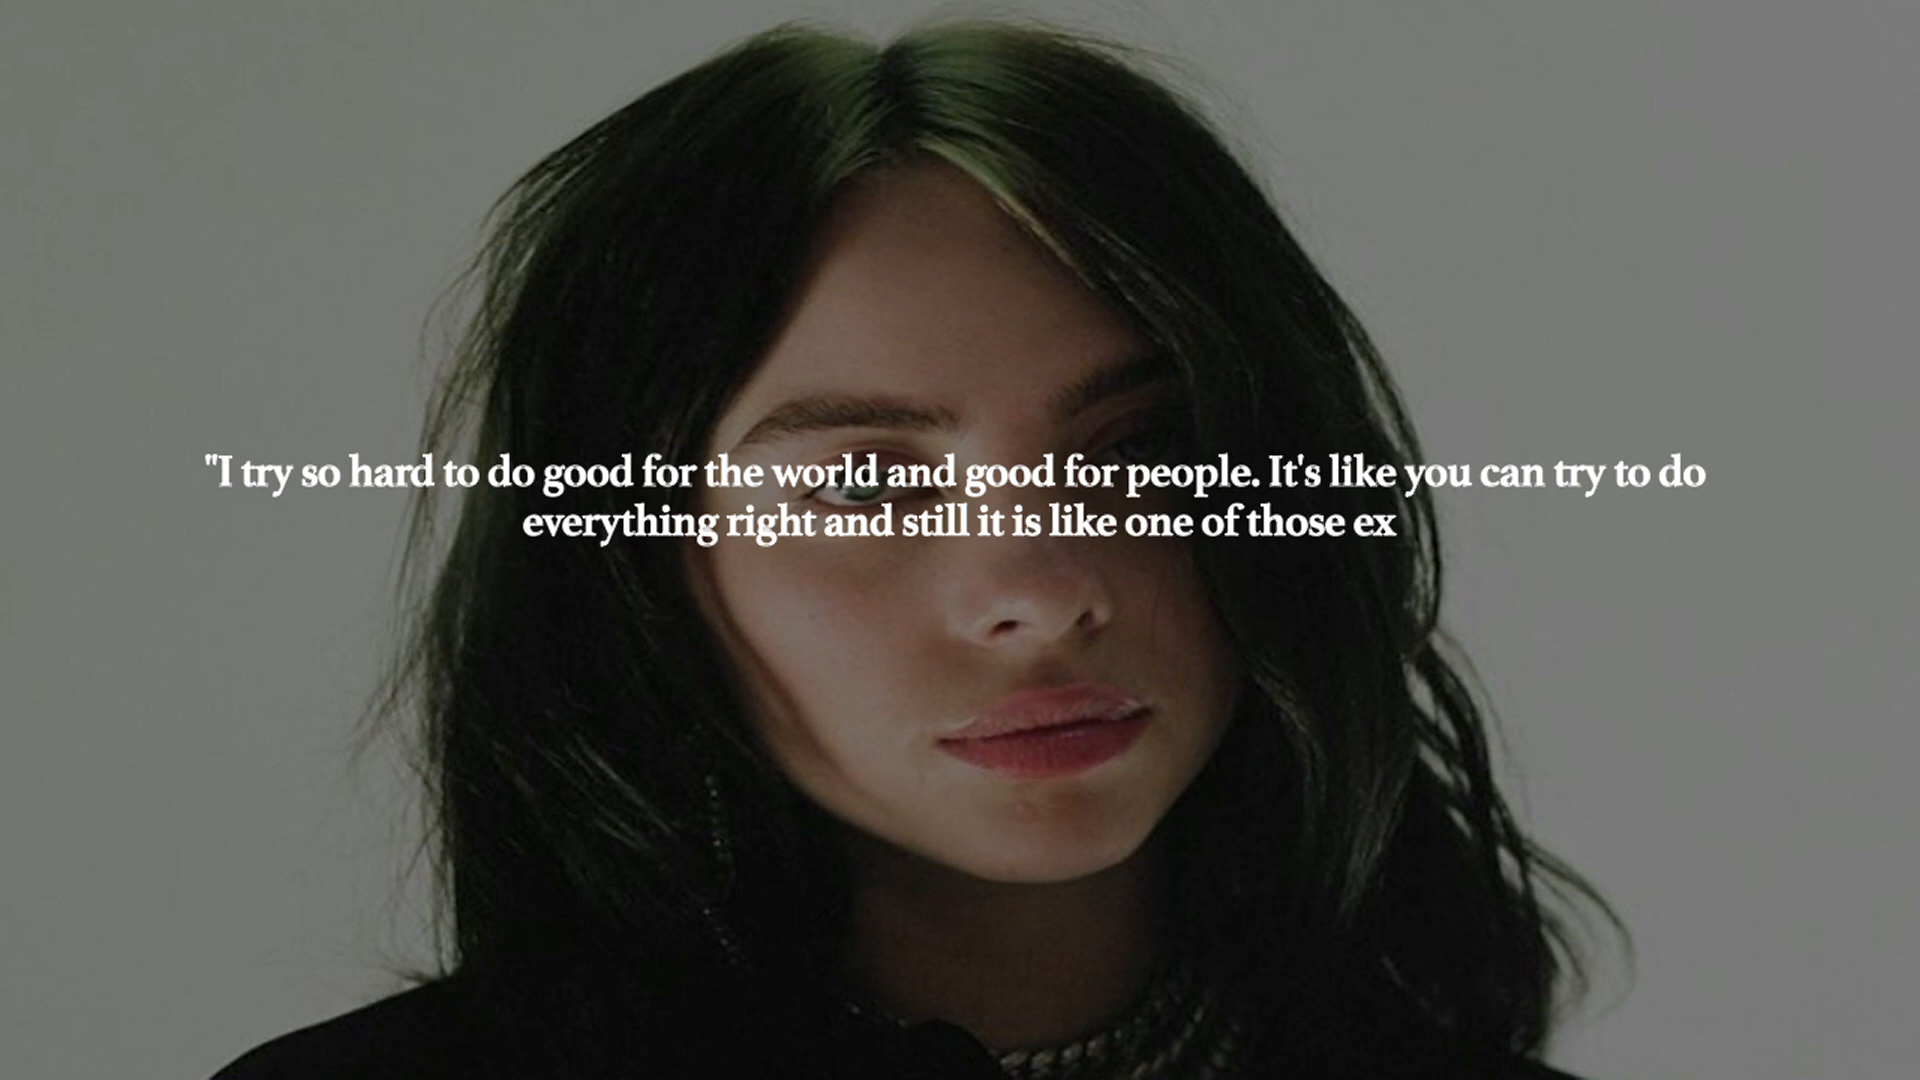 "I try so hard to do good for the world and good for people. It's like you can try to do
everything right and still it is like one of those ex